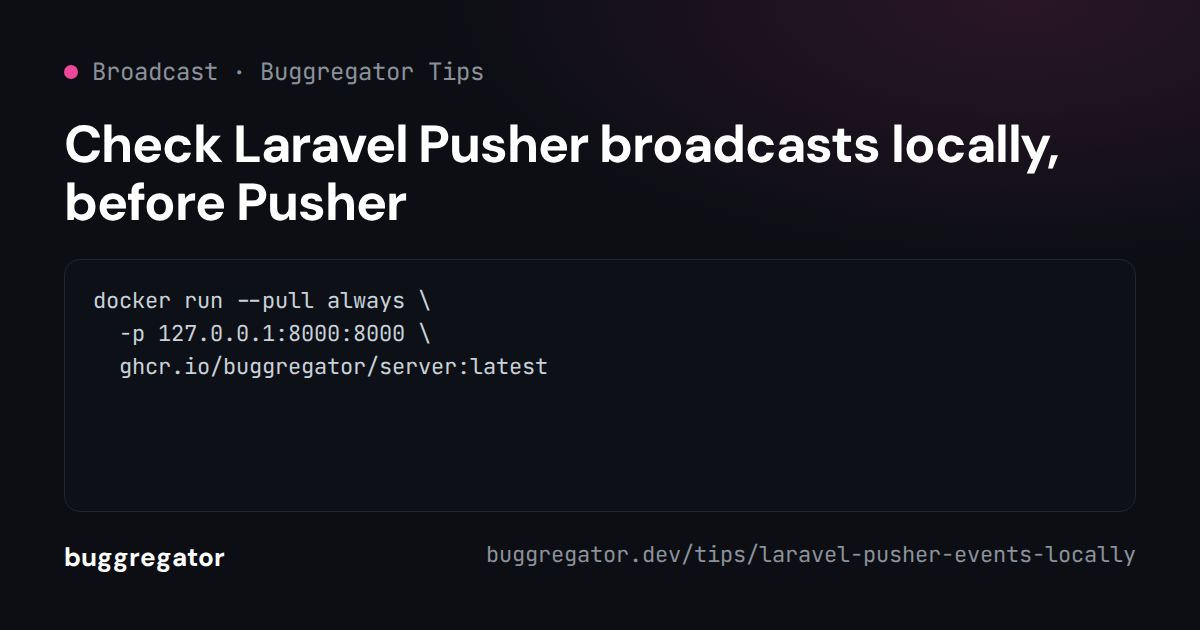 Broadcast · Buggregator Tips
Check Laravel Pusher broadcasts locally,
before Pusher
docker run --pull always \
  -p 127.0.0.1:8000:8000 \
  ghcr.io/buggregator/server:latest
buggregator
buggregator.dev/tips/laravel-pusher-events-locally